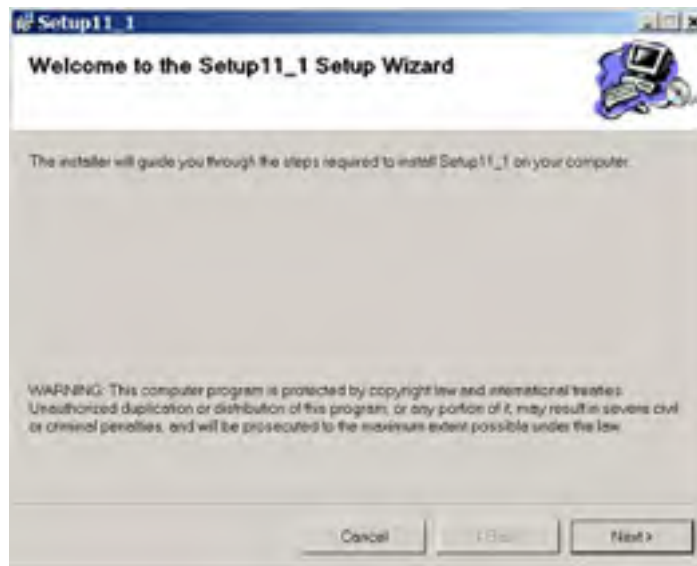 Setup11_1
Welcome to the Setup11_1 Setup Wizard
The installer will guide you through the steps required to install Setup11_1 on your computer.
WARNING: This computer program is protected by copyright law and international treaties.
Unauthorized duplication or distribution of this program, or any portion of it, may result in severe civil
or criminal penalties, and will be prosecuted to the maximum extent possible under the law.
Cancel
< Back
Next >